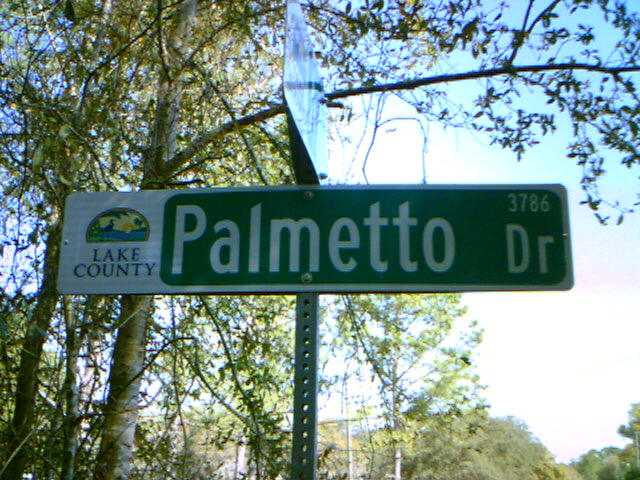 LAKE
COUNTY
Palmetto Dr
3786